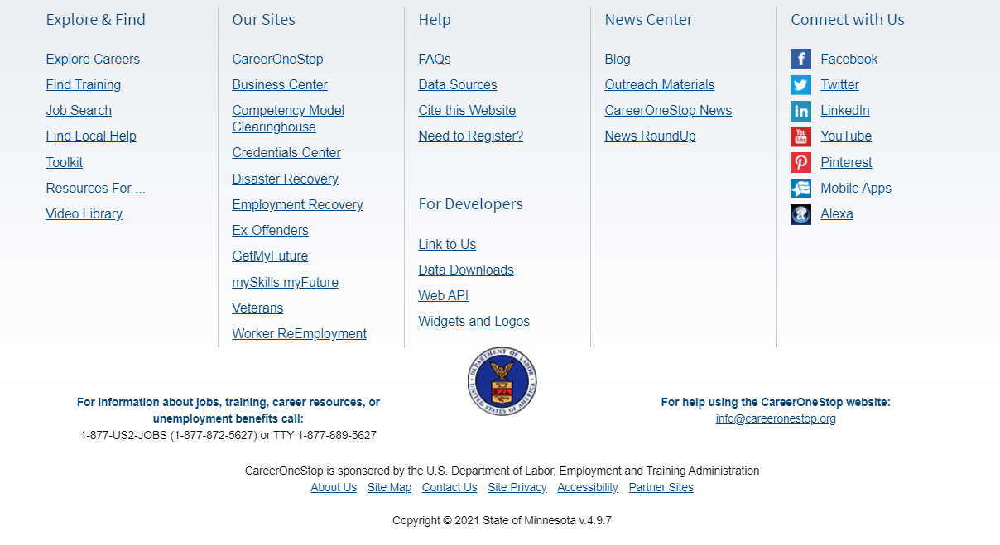 Explore & Find
Explore Careers
Find Training
Job Search
Find Local Help
Toolkit
Resources For ...
Video Library
Our Sites
CareerOneStop
Business Center
Competency Model
Clearinghouse
Credentials Center
Disaster Recovery
Employment Recovery
Ex-Offenders
GetMyFuture
mySkills myFuture
Veterans
Worker ReEmployment
Help
FAQs
Data Sources
Cite this Website
Need to Register?
For Developers
Link to Us
Data Downloads
Web API
Widgets and Logos
News Center
Blog
Outreach Materials
CareerOneStop News
News RoundUp
Connect with Us
f Facebook
Twitter
in LinkedIn
You Tube YouTube
Pinterest
Mobile Apps
a Alexa
DEPARTMENT OF LABOR
UNITED STATES OF AMERICA
For information about jobs, training, career resources, or
unemployment benefits call:
1-877-US2-JOBS (1-877-872-5627) or TTY 1-877-889-5627
For help using the CareerOneStop website:
info@careeronestop.org
CareerOneStop is sponsored by the U.S. Department of Labor, Employment and Training Administration
About Us Site Map Contact Us Site Privacy Accessibility Partner Sites
Copyright © 2021 State of Minnesota v.4.9.7